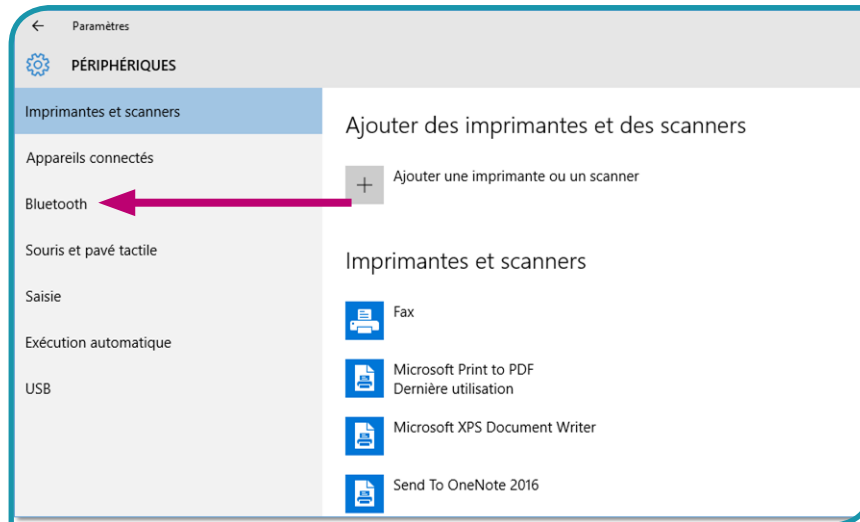 Paramètres
PÉRIPHÉRIQUES
Imprimantes et scanners
Appareils connectés
Bluetooth
Souris et pavé tactile
Saisie
Exécution automatique
USB
Ajouter des imprimantes et des scanners
Ajouter une imprimante ou un scanner
Imprimantes et scanners
Fax
Microsoft Print to PDF
Dernière utilisation
Microsoft XPS Document Writer
Send To OneNote 2016